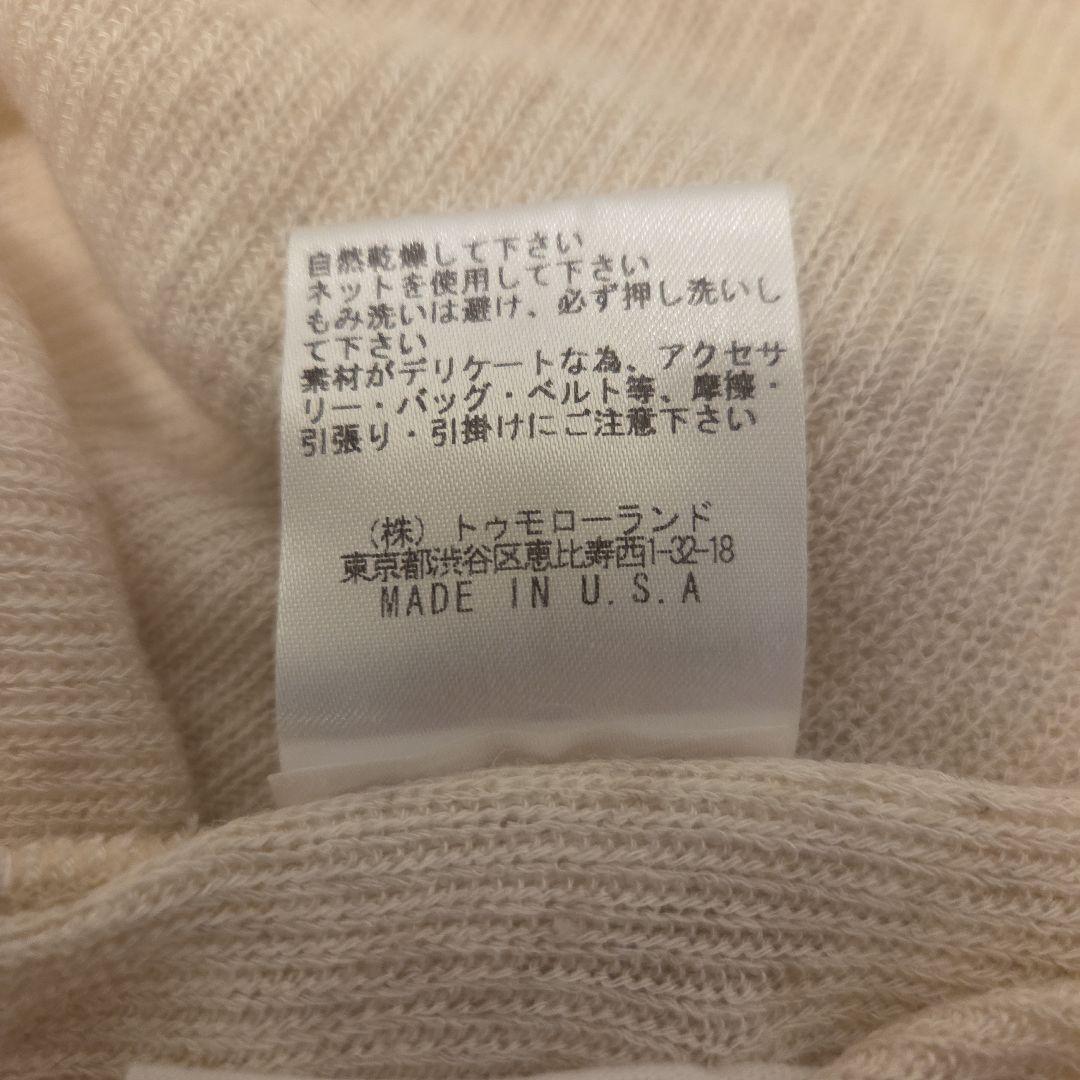 自然乾燥して下さい
ネットを使用して下さい
もみ洗いは避け、必ず押し洗いし
て下さい
素材がデリケートな為、アクセサ
リー・バッグ・ベルト等、摩擦・
引張り・引掛けにご注意下さい
(株) トゥモローランド
東京都渋谷区恵比寿西1-32-18
MADE IN U.S.A